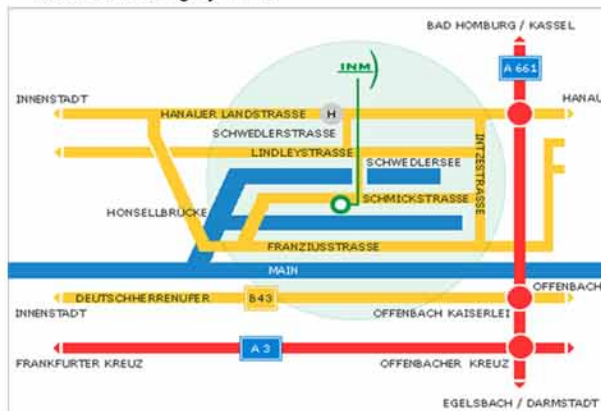 BAD HOMBURG / KASSEL
A 661
INM
INNENSTADT
HANAU
HANAUER LANDSTRASSE
H
SCHWEDLERSTRASSE
LINDLEYSTRASSE
INTZESTRASSE
SCHWEDLERSEE
SCHMICKSTRASSE
HONSELLBRÜCKE
FRANZIUSSTRASSE
MAIN
OFFENBACH
DEUTSCHHERRENUFER
B43
INNENSTADT
OFFENBACH KAISERLEI
A 3
FRANKFURTER KREUZ
OFFENBACHER KREUZ
EGELSBACH / DARMSTADT